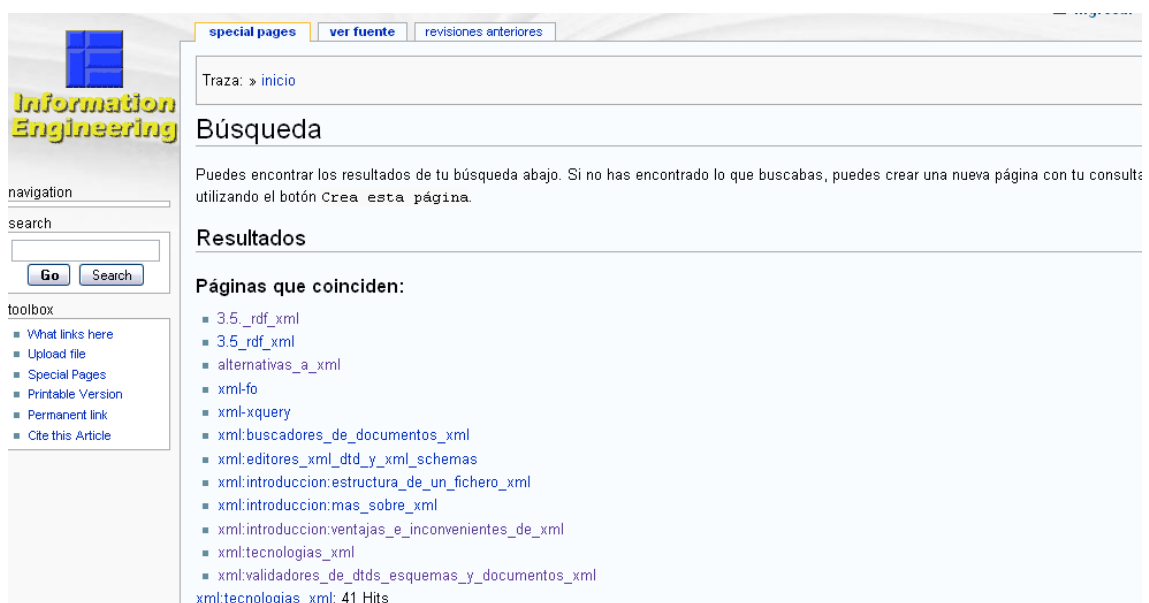 special pages
ver fuente
revisiones anteriores
Information
Engineering
Traza: » inicio
Búsqueda
Puedes encontrar los resultados de tu búsqueda abajo. Si no has encontrado lo que buscabas, puedes crear una nueva página con tu consulta
utilizando el botón Crea esta página.
navigation
search
Go
Search
toolbox
What links here
Upload file
Special Pages
Printable Version
Permanent link
Cite this Article
Resultados
Páginas que coinciden:
3.5._rdf_xml
3.5_rdf_xml
alternativas_a_xml
xml-fo
xml-xquery
xml:buscadores_de_documentos_xml
xml:editores_xml_dtd_y_xml_schemas
xml:introduccion:estructura_de_un_fichero_xml
xml:introduccion:mas_sobre_xml
xml:introduccion:ventajas_e_inconvenientes_de_xml
xml:tecnologias_xml
xml:validadores_de_dtds_esquemas_y_documentos_xml
xml:tecnologias_xml: 41 Hits